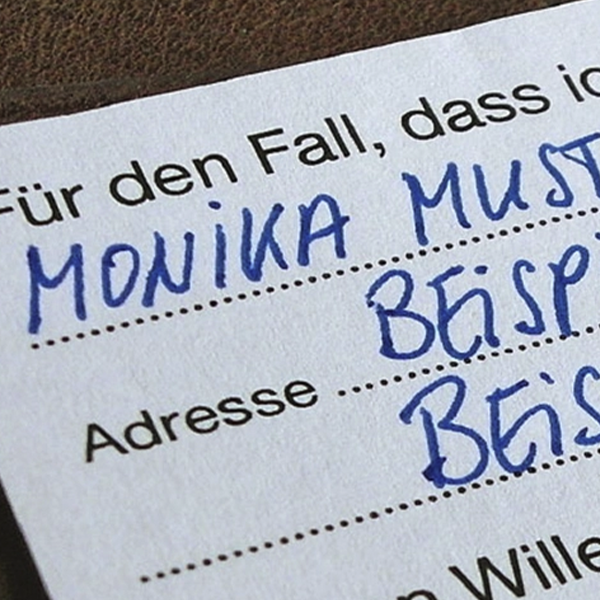 Für den Fall, dass ic
MONiKA MUST
BEiSP
Adresse
BEiS
n Wille